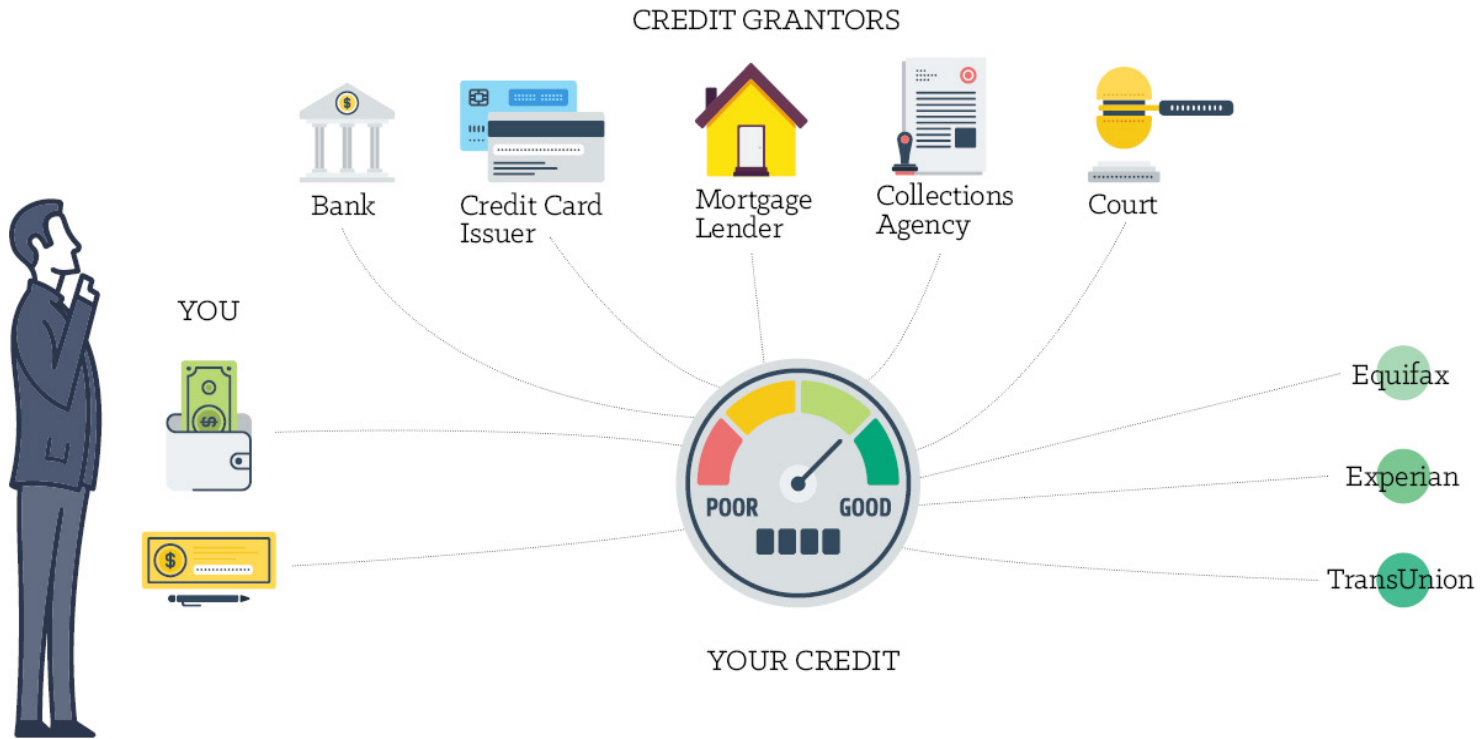 CREDIT GRANTORS
Bank
Credit Card
Issuer
Mortgage
Lender
Collections
Agency
Court
YOU
$
$
$
POOR
GOOD
YOUR CREDIT
Equifax
Experian
TransUnion